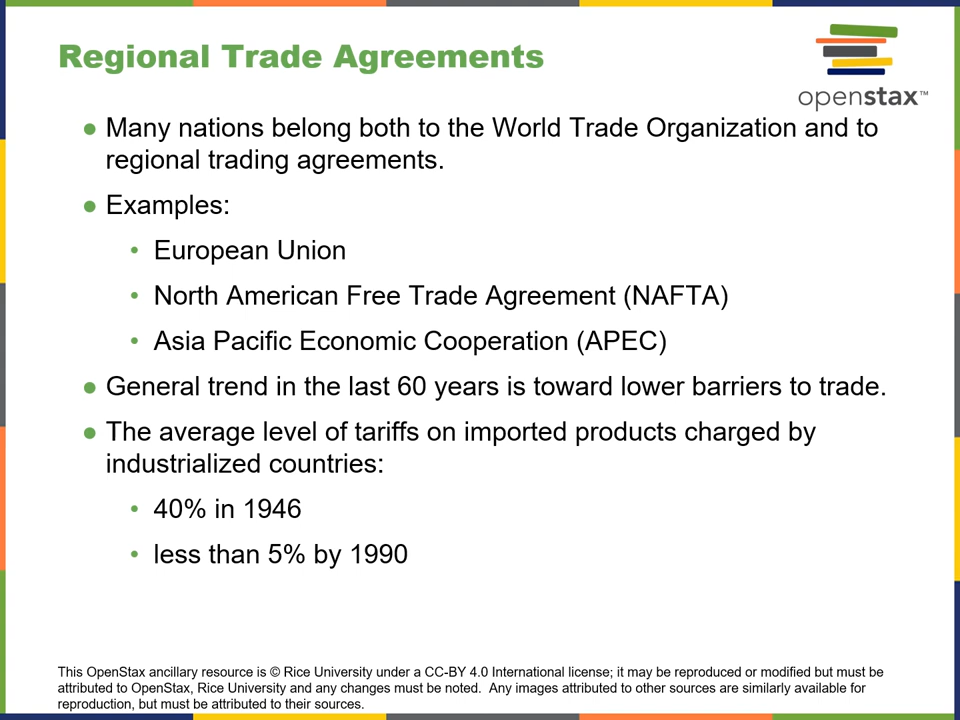 Regional Trade Agreements
openstax™
● Many nations belong both to the World Trade Organization and to
regional trading agreements.
● Examples:
• European Union
• North American Free Trade Agreement (NAFTA)
• Asia Pacific Economic Cooperation (APEC)
● General trend in the last 60 years is toward lower barriers to trade.
● The average level of tariffs on imported products charged by
industrialized countries:
• 40% in 1946
• less than 5% by 1990
This OpenStax ancillary resource is © Rice University under a CC-BY 4.0 International license; it may be reproduced or modified but must be
attributed to OpenStax, Rice University and any changes must be noted.  Any images attributed to other sources are similarly available for
reproduction, but must be attributed to their sources.